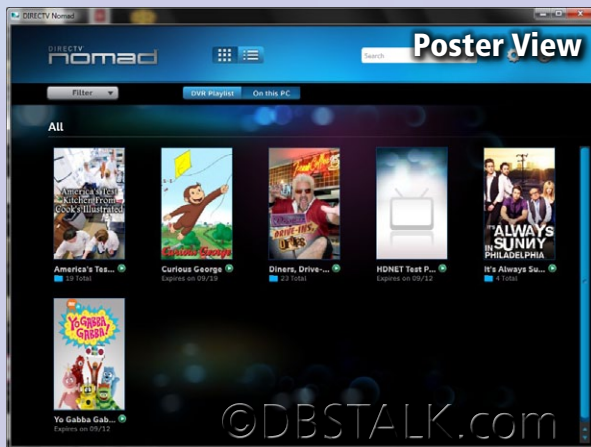 DIRECTV Nomad
DIRECTV
nomad
Search
Poster View
Filter
DVR Playlist
On this PC
All
America's Test
Kitchen From
Cook's Illustrated
Curious George
DRIVE-INS,
IT'S ALWAYS
SUNNY
IN
PHILADELPHIA
America's Tes...
19 Total
Curious George
Expires on 09/19
Diners, Drive-...
23 Total
HDNET Test P...
Expires on 09/12
It's Always Su...
4 Total
YO GABBA
GABBA!
Yo Gabba Gab...
Expires on 09/12
©DBSTALK.com